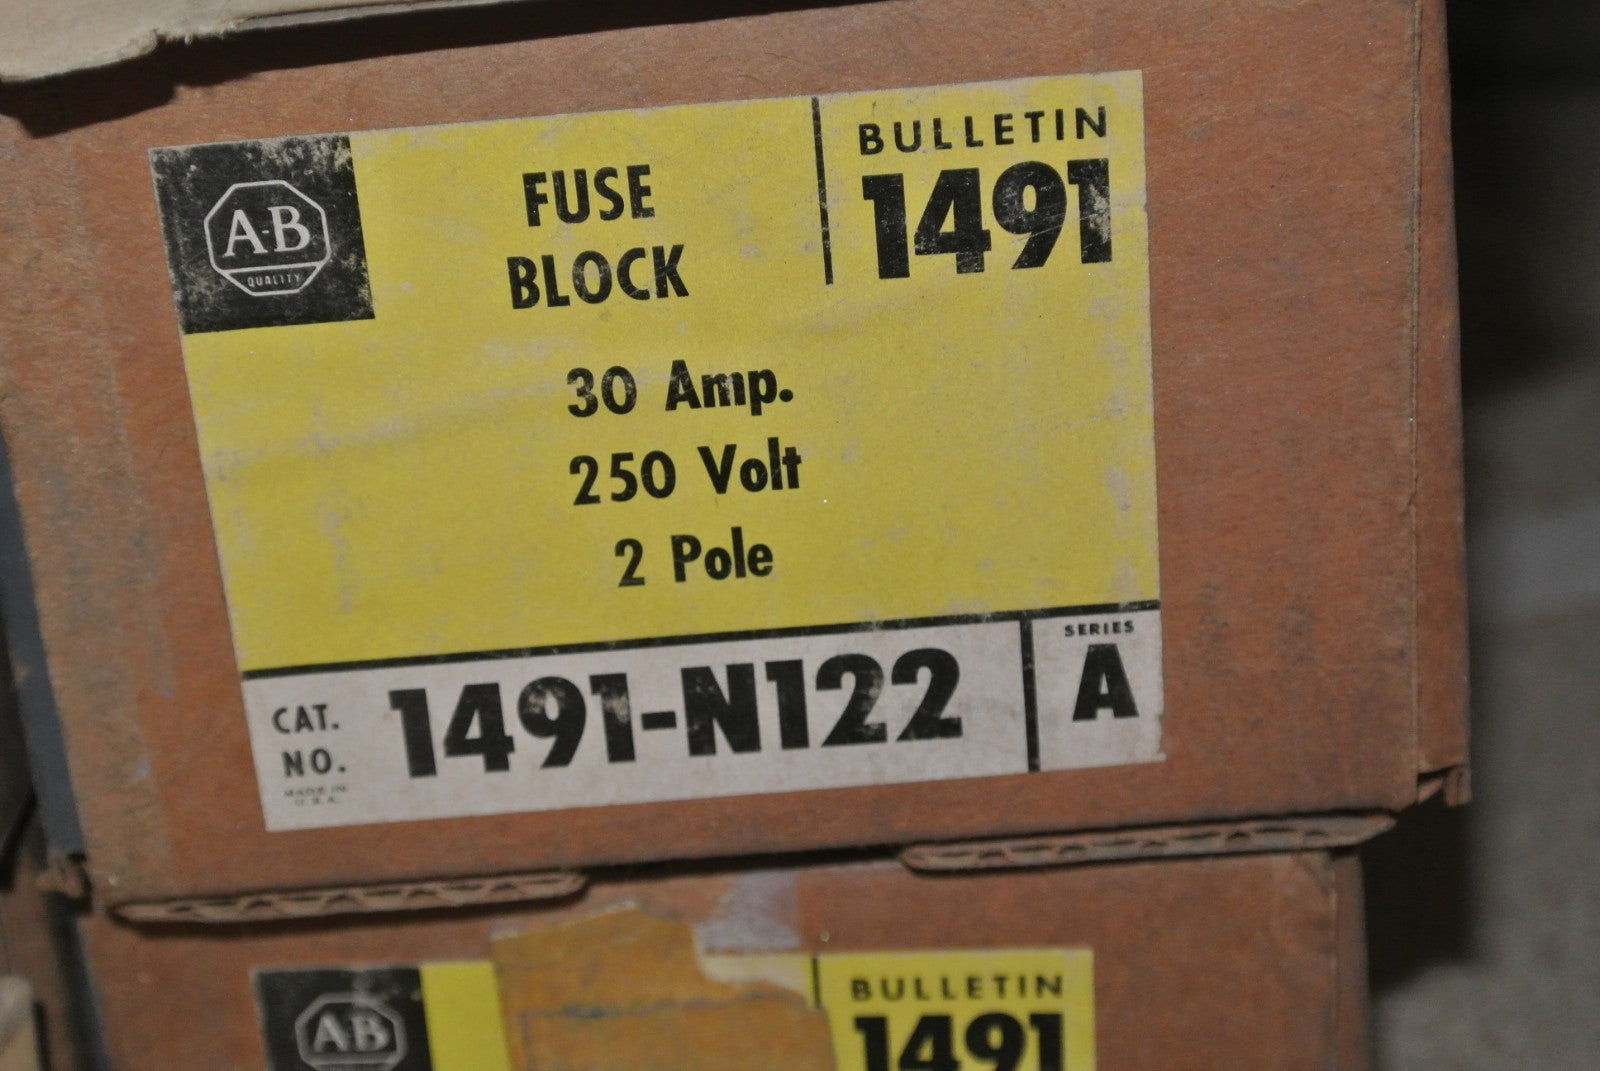 A-B
QUALITY
FUSE
BLOCK
BULLETIN
1491
30 Amp.
250 Volt
2 Pole
CAT.
NO.
MADE IN
U.S.A.
1491-N122
SERIES
A
A-B
BULLETIN
1491